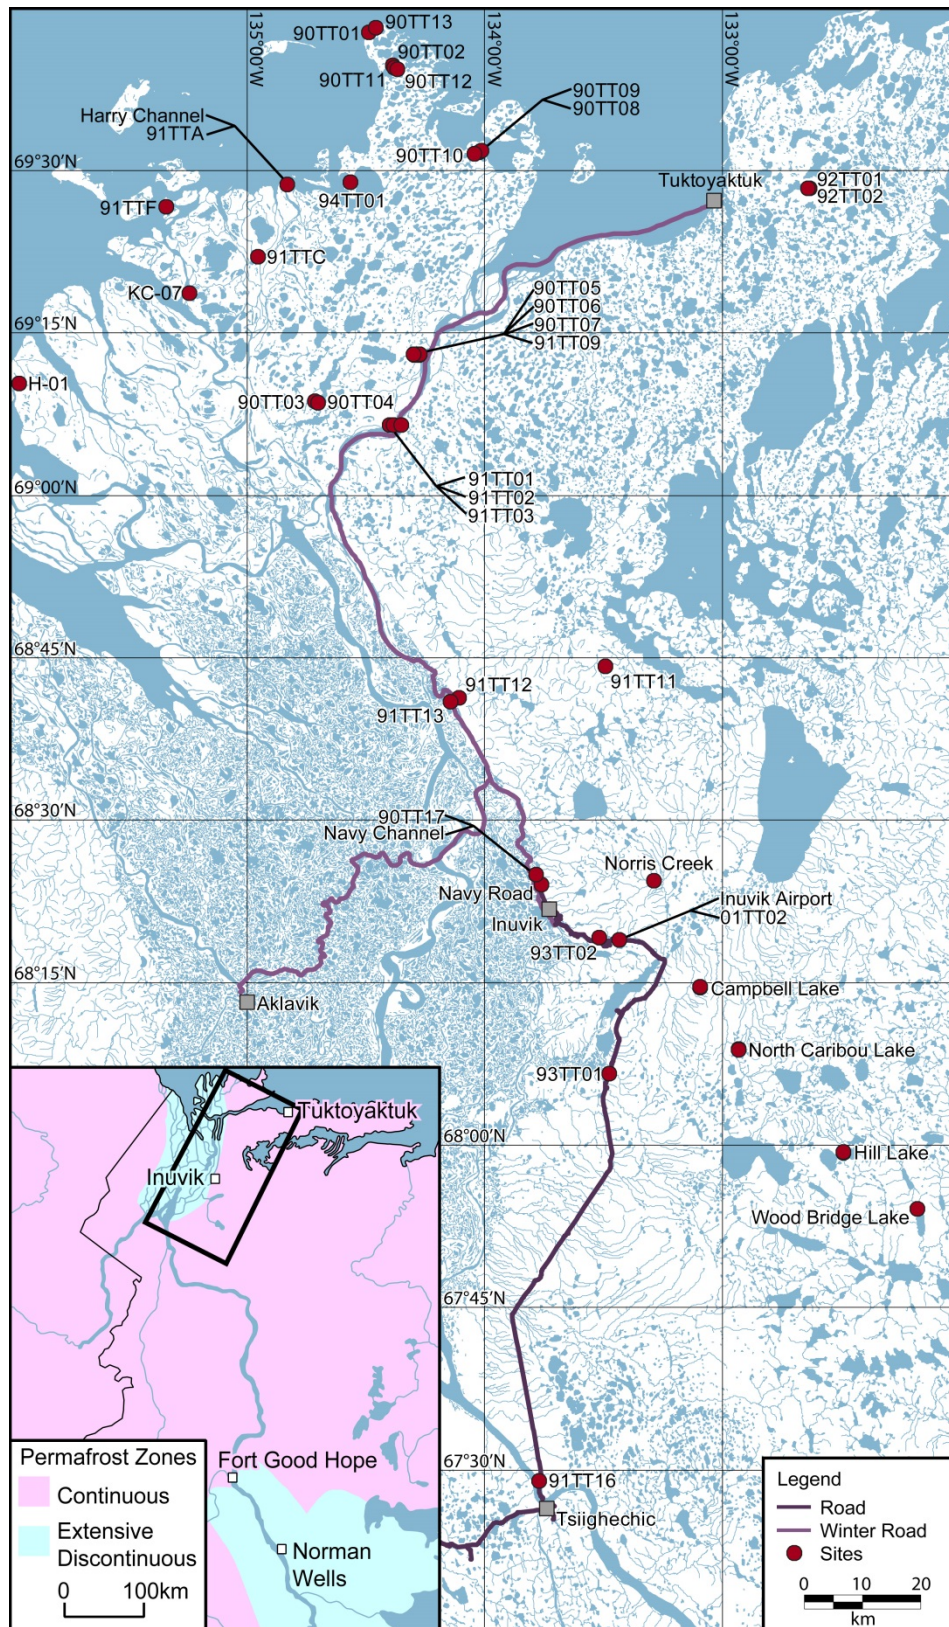 135°00'W
134°00'W
133°00'W
90TT13
90TT01
90TT02
90TT11
90TT12
90TT09
90TT08
Harry Channel
91TTA
90TT10
69°30'N
Tuktoyaktuk
92TT01
92TT02
94TT01
91TTF
91TTC
KC-07
90TT05
90TT06
90TT07
91TT09
69°15'N
H-01
90TT03
90TT04
91TT01
91TT02
91TT03
69°00'N
68°45'N
91TT11
91TT12
91TT13
68°30'N
90TT17
Navy Channel
Norris Creek
Navy Road
Inuvik Airport
01TT02
Inuvik
93TT02
68°15'N
Campbell Lake
Aklavik
North Caribou Lake
93TT01
68°00'N
Hill Lake
Wood Bridge Lake
67°45'N
67°30'N
91TT16
Tsiighechic
Tuktoyaktuk
Inuvik
Fort Good Hope
Norman
Wells
Permafrost Zones
Continuous
Extensive
Discontinuous
0 100km
Legend
Road
Winter Road
Sites
0 10 20
km